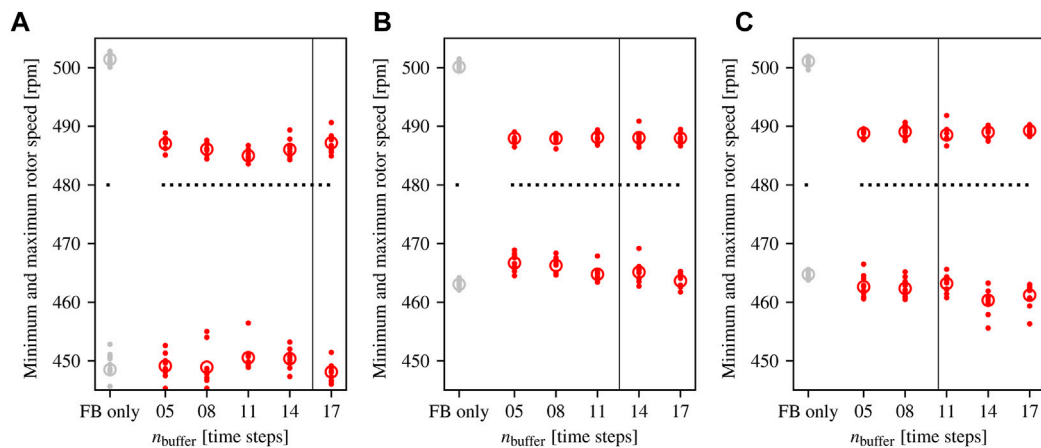 A
Minimum and maximum rotor speed [rpm]
500
490
480
470
460
450
FB only 05 08 11 14 17
n_buffer [time steps]
B
Minimum and maximum rotor speed [rpm]
500
490
480
470
460
450
FB only 05 08 11 14 17
n_buffer [time steps]
C
Minimum and maximum rotor speed [rpm]
500
490
480
470
460
450
FB only 05 08 11 14 17
n_buffer [time steps]